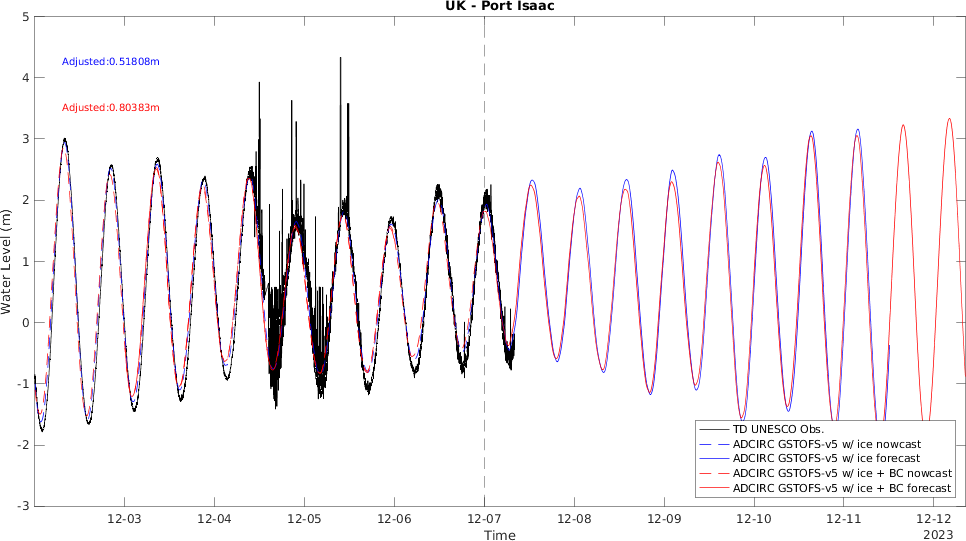 UK - Port Isaac
Adjusted:0.51808m
Adjusted:0.80383m
Water Level (m)
5
4
3
2
1
0
-1
-2
-3
TD UNESCO Obs.
ADCIRC GSTOFS-v5 w/ ice nowcast
ADCIRC GSTOFS-v5 w/ ice forecast
ADCIRC GSTOFS-v5 w/ ice + BC nowcast
ADCIRC GSTOFS-v5 w/ ice + BC forecast
12-03 12-04 12-05 12-06 12-07 12-08 12-09 12-10 12-11 12-12
2023
Time